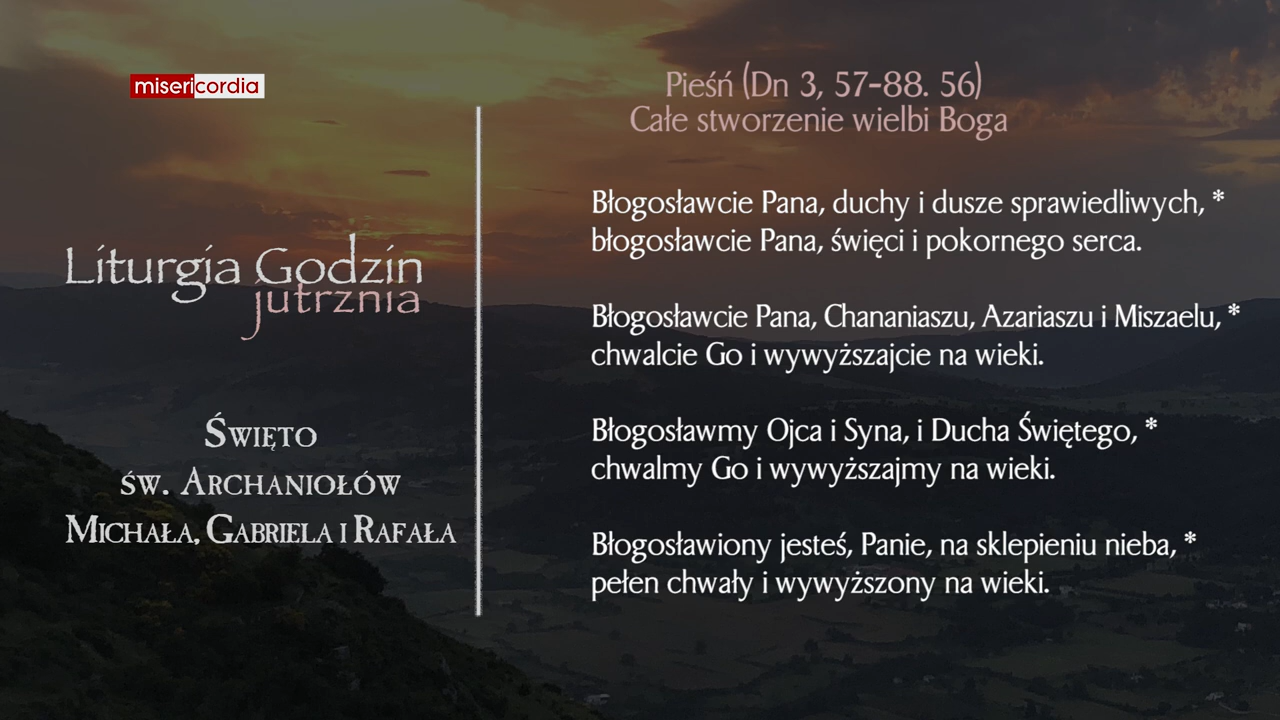 misericordia
Liturgia Godzin
jutrznia
Święto
św. Archaniołów
Michała, Gabriela i Rafała
Pieśń (Dn 3, 57-88. 56)
Całe stworzenie wielbi Boga
Błogosławcie Pana, duchy i dusze sprawiedliwych, *
błogosławcie Pana, święci i pokornego serca.
Błogosławcie Pana, Chananiaszu, Azariaszu i Miszaelu, *
chwalcie Go i wywyższajcie na wieki.
Błogosławmy Ojca i Syna, i Ducha Świętego, *
chwalmy Go i wywyższajmy na wieki.
Błogosławiony jesteś, Panie, na sklepieniu nieba, *
pełen chwały i wywyższony na wieki.